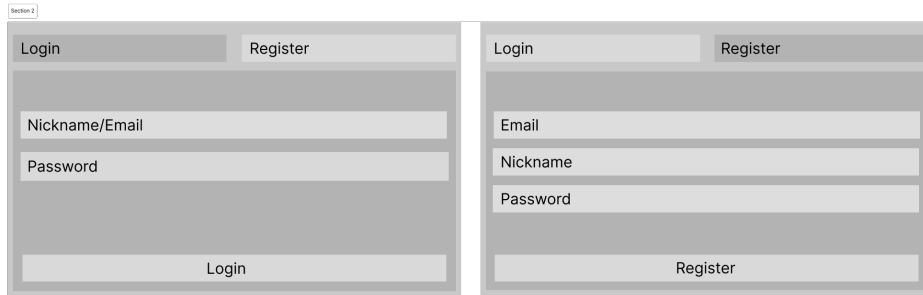 Section 2
Login
Register
Nickname/Email
Password
Login
Login
Register
Email
Nickname
Password
Register